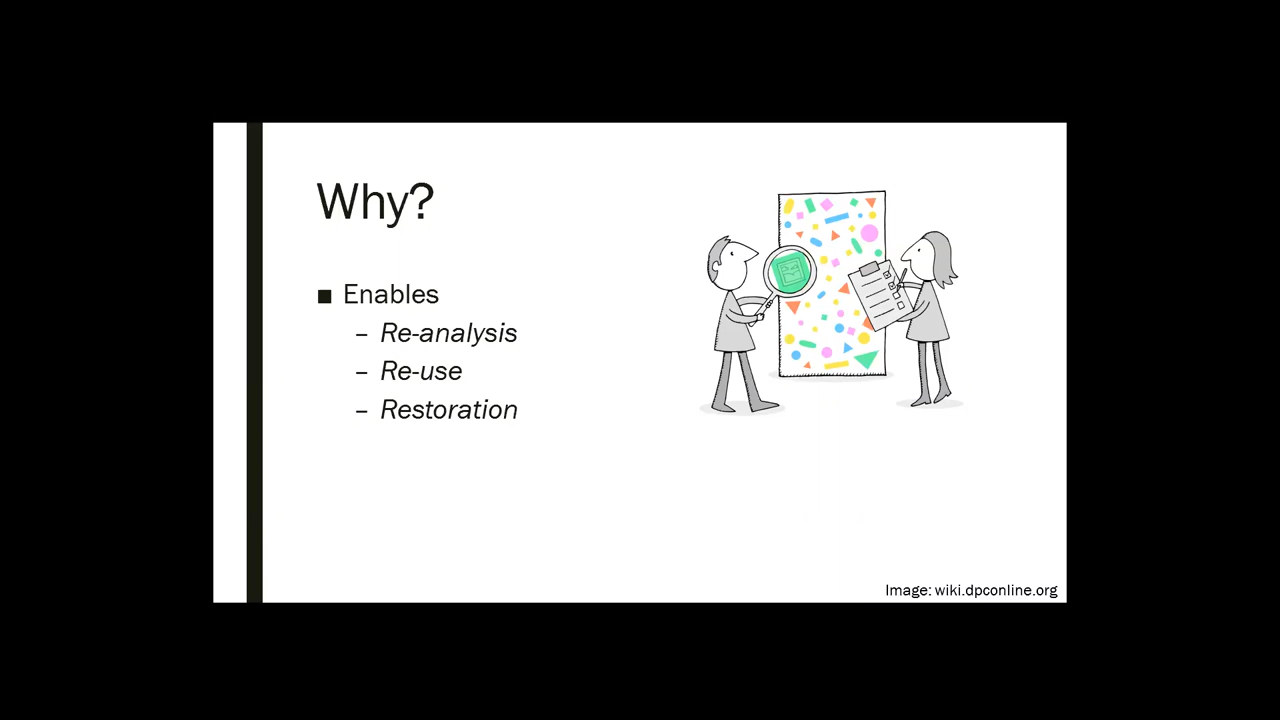 Why?
■ Enables
– Re-analysis
– Re-use
– Restoration
Image: wiki.dpconline.org